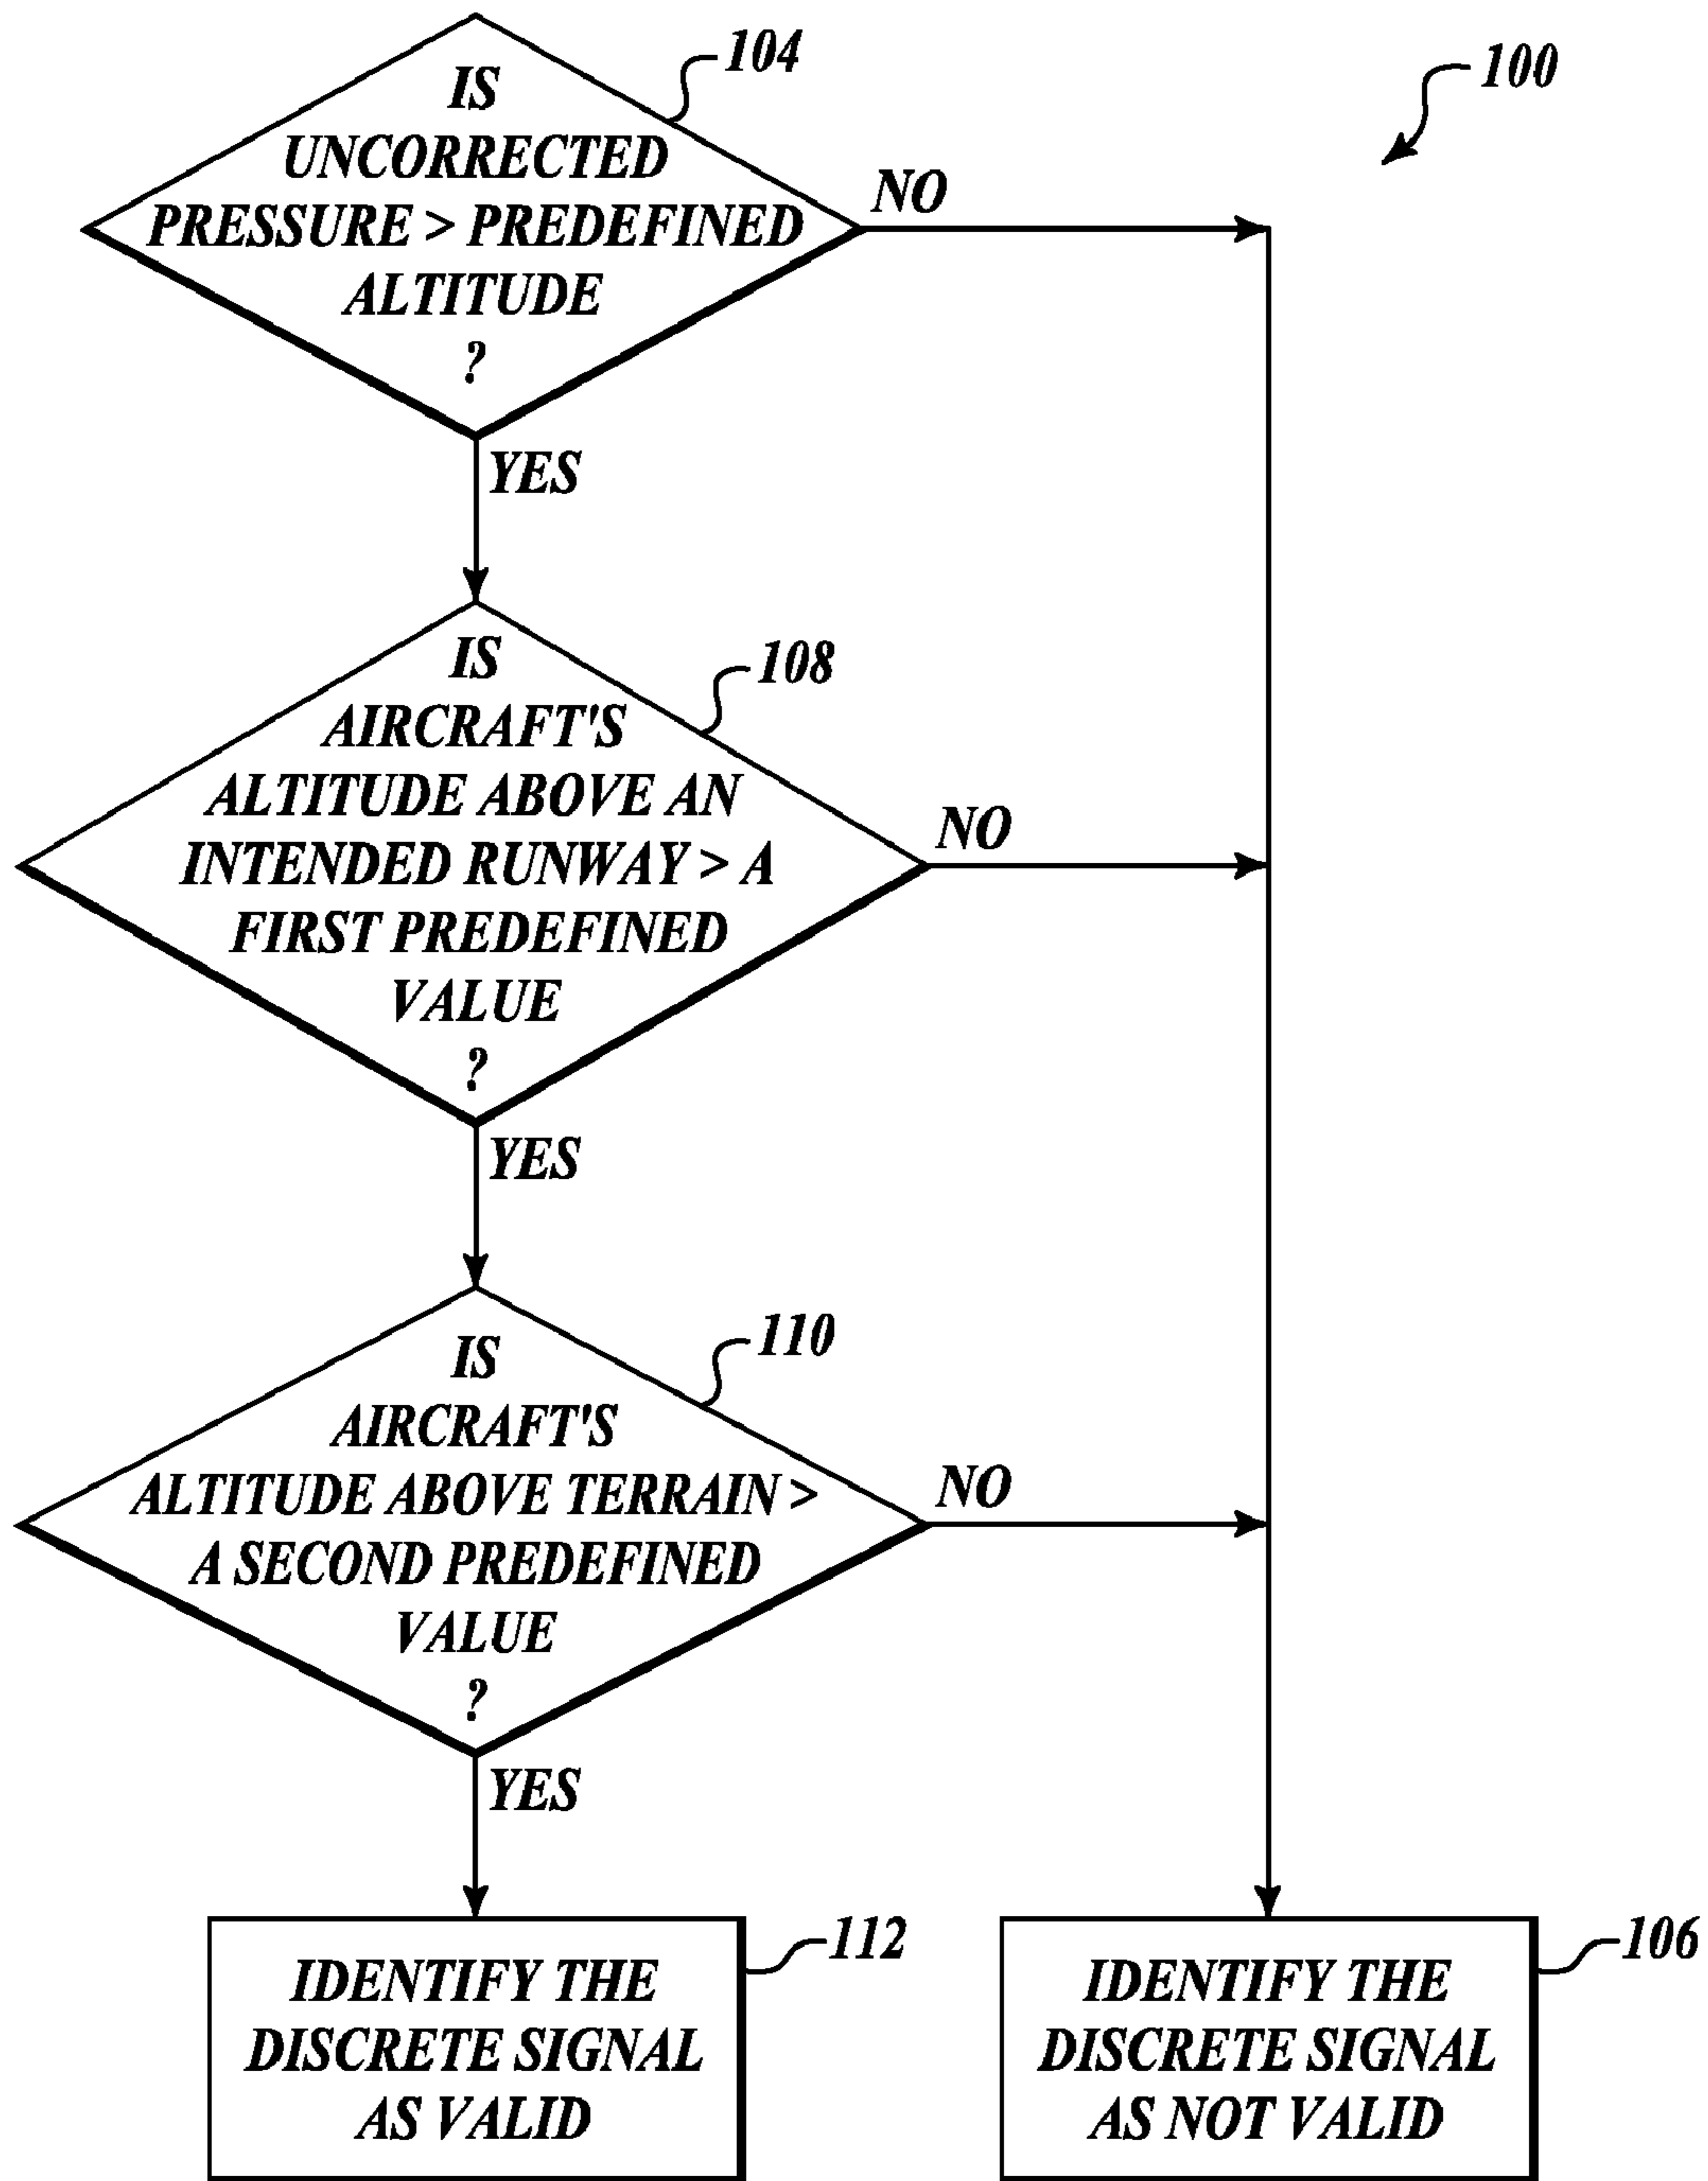 104
100
IS
UNCORRECTED
PRESSURE > PREDEFINED
ALTITUDE
?
NO
YES
108
IS
AIRCRAFT'S
ALTITUDE ABOVE AN
INTENDED RUNWAY > A
FIRST PREDEFINED
VALUE
?
NO
YES
110
IS
AIRCRAFT'S
ALTITUDE ABOVE TERRAIN >
A SECOND PREDEFINED
VALUE
?
NO
YES
112
IDENTIFY THE
DISCRETE SIGNAL
AS VALID
106
IDENTIFY THE
DISCRETE SIGNAL
AS NOT VALID